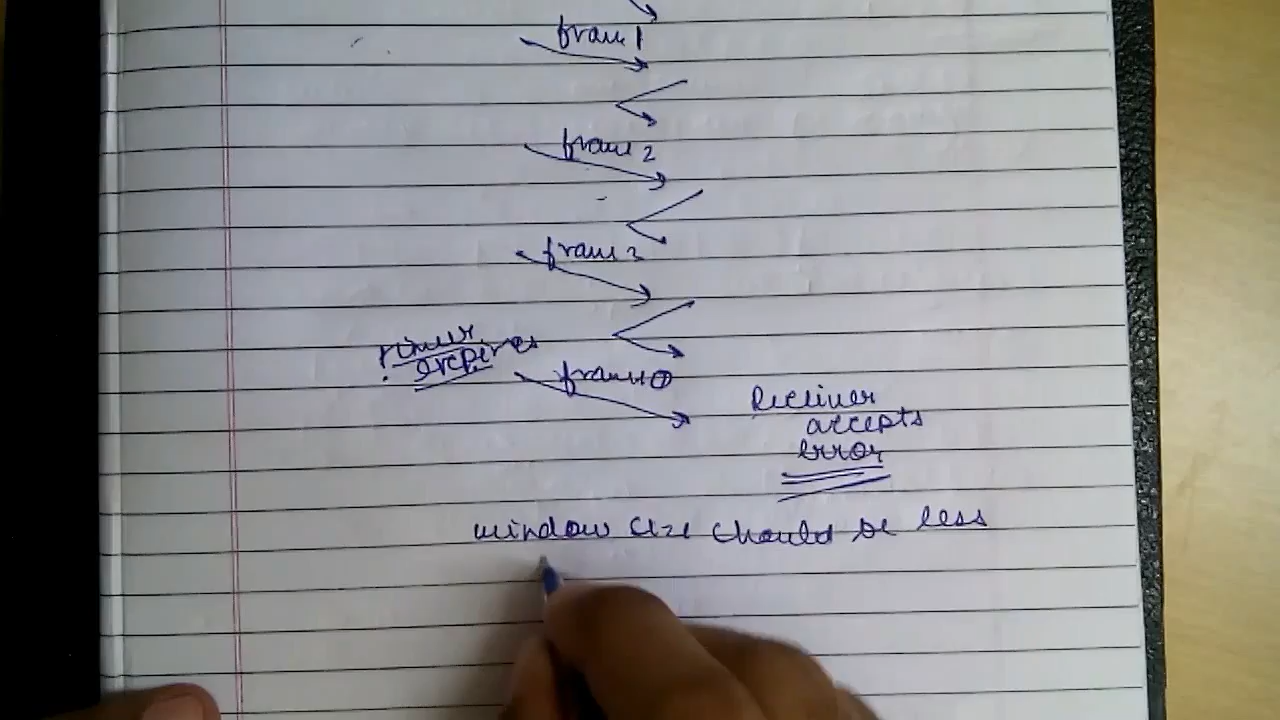 frame 1
frame 2
frame 3
timer
expires
frame 0
Receiver
accepts
error
window size should be less